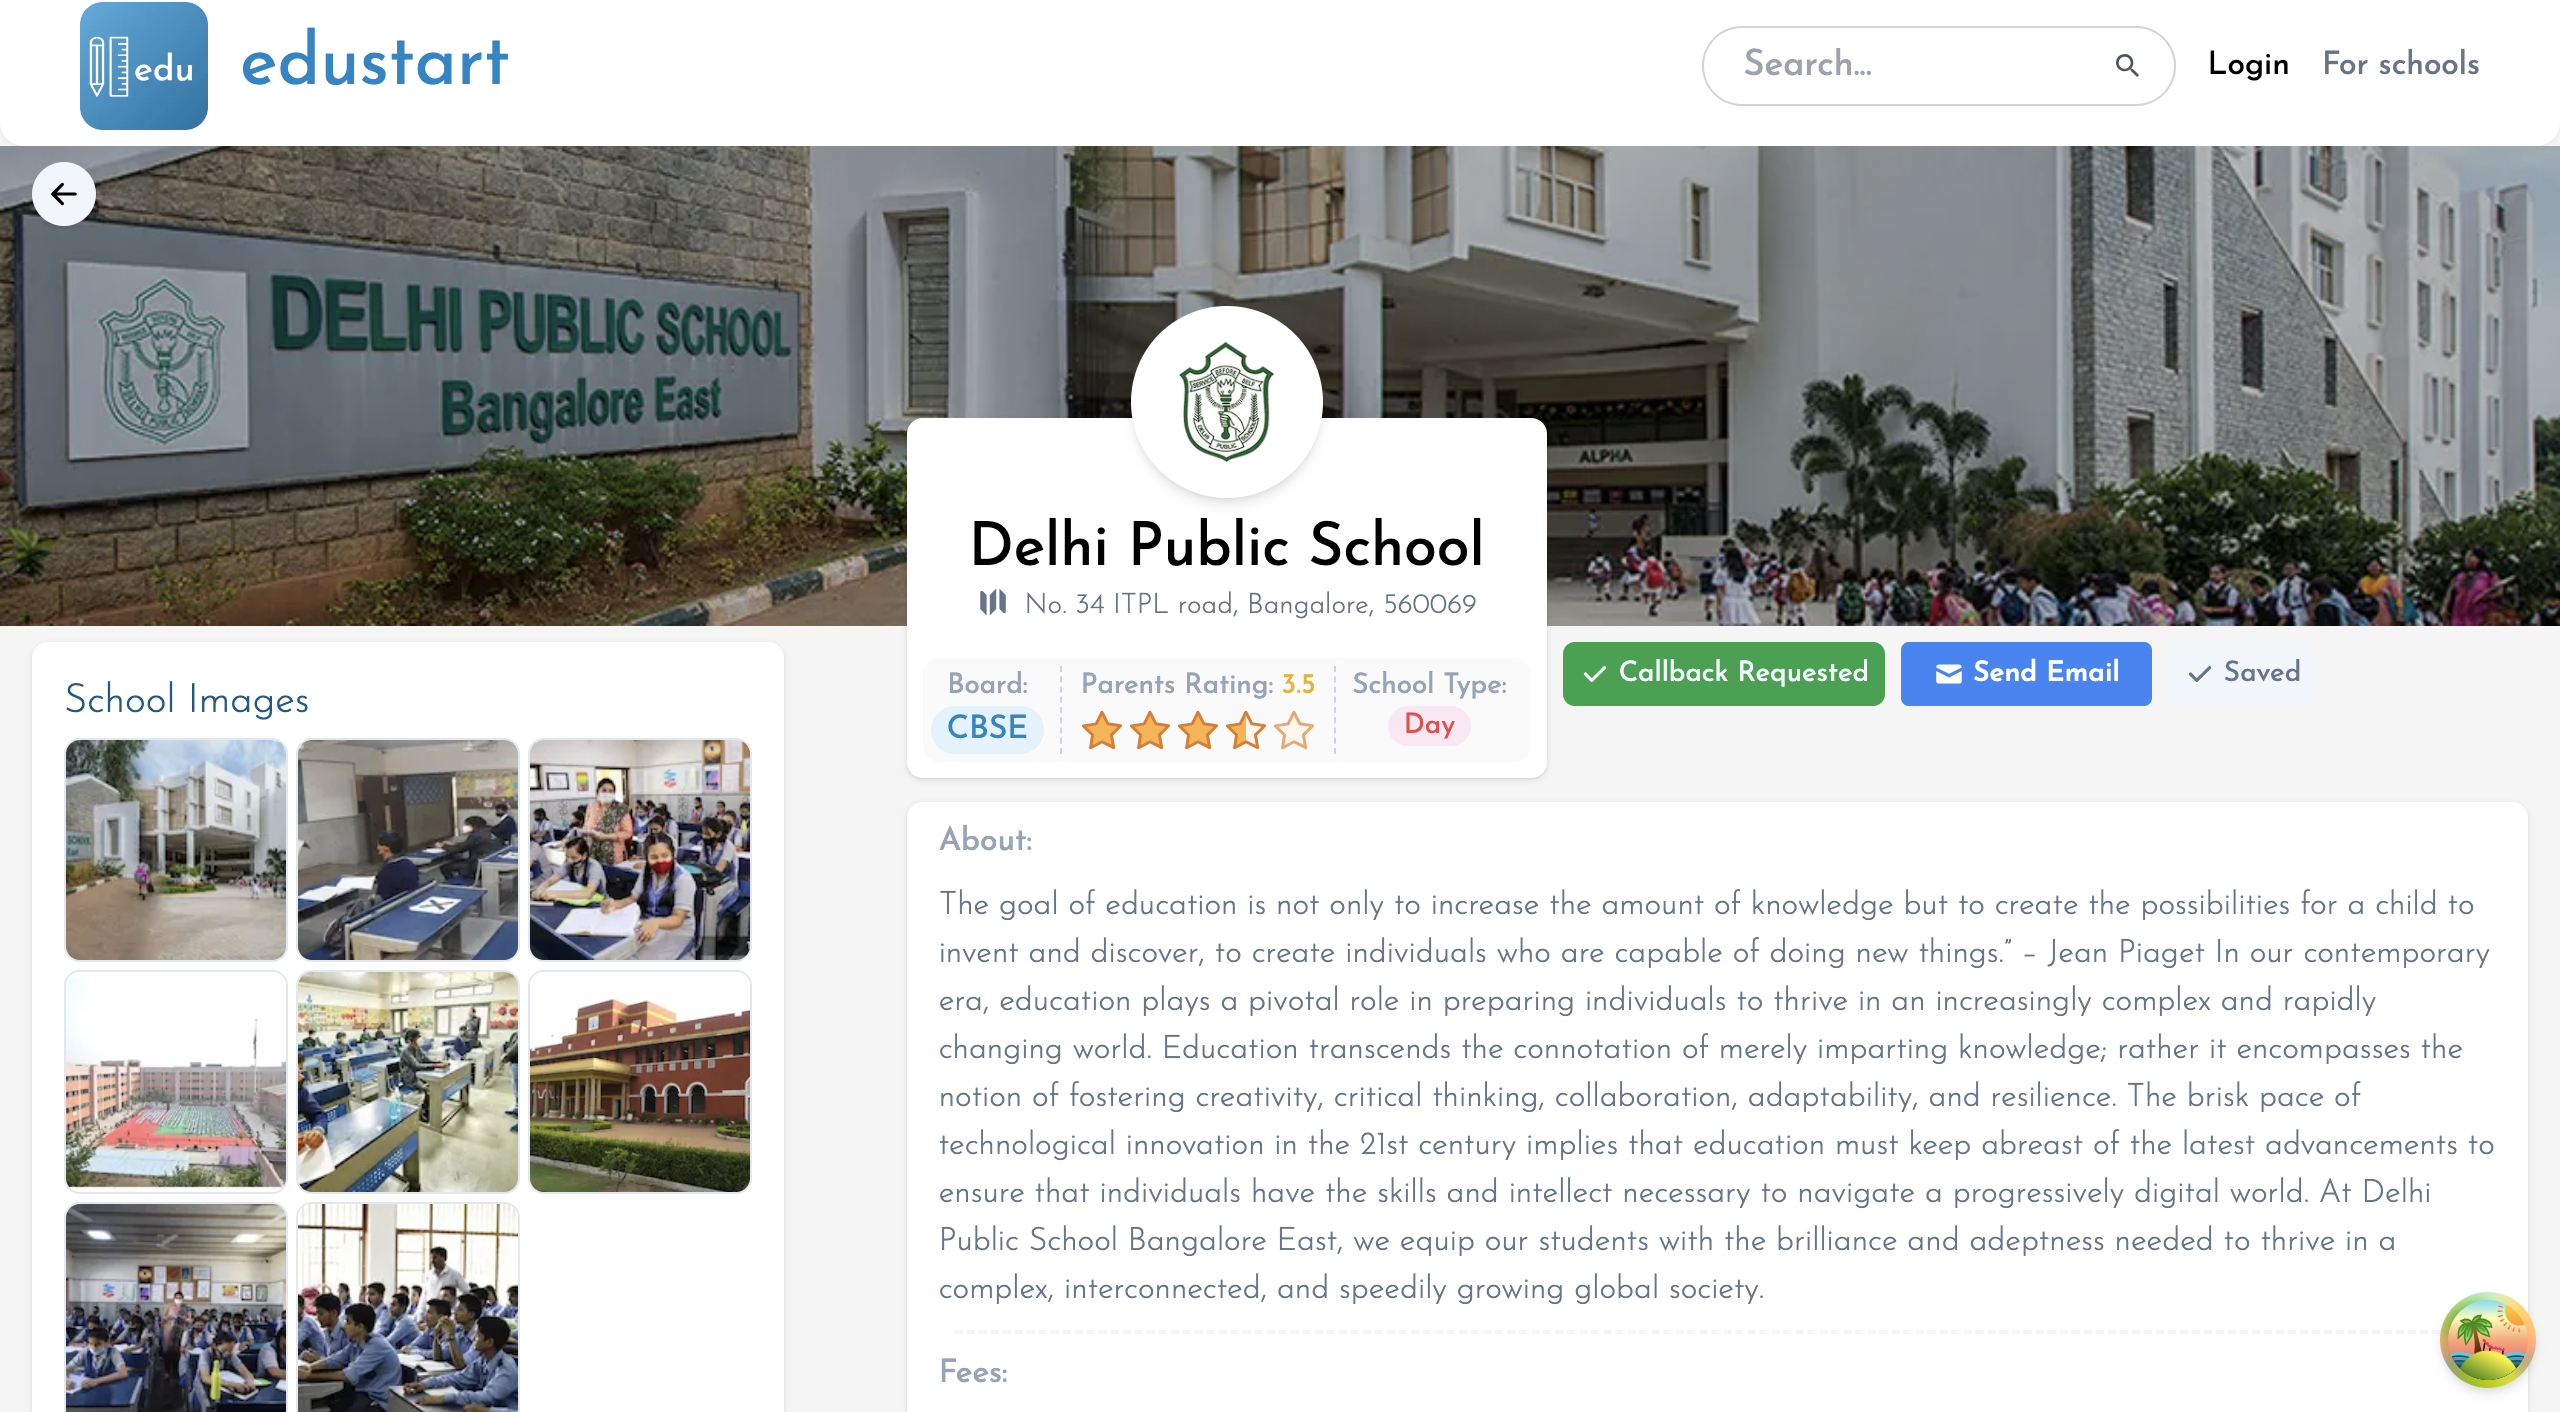 edu
edustart
Search...
Login
For schools
DELHI PUBLIC SCHOOL
Bangalore East
ALPHA
SERVICE BEFORE SELF
DELHI PUBLIC SCHOOL
Delhi Public School
No. 34 ITPL road, Bangalore, 560069
Board:
CBSE
Parents Rating: 3.5
School Type:
Day
Callback Requested
Send Email
Saved
School Images
About:
The goal of education is not only to increase the amount of knowledge but to create the possibilities for a child to
invent and discover, to create individuals who are capable of doing new things.” – Jean Piaget In our contemporary
era, education plays a pivotal role in preparing individuals to thrive in an increasingly complex and rapidly
changing world. Education transcends the connotation of merely imparting knowledge; rather it encompasses the
notion of fostering creativity, critical thinking, collaboration, adaptability, and resilience. The brisk pace of
technological innovation in the 21st century implies that education must keep abreast of the latest advancements to
ensure that individuals have the skills and intellect necessary to navigate a progressively digital world. At Delhi
Public School Bangalore East, we equip our students with the brilliance and adeptness needed to thrive in a
complex, interconnected, and speedily growing global society.
Fees: